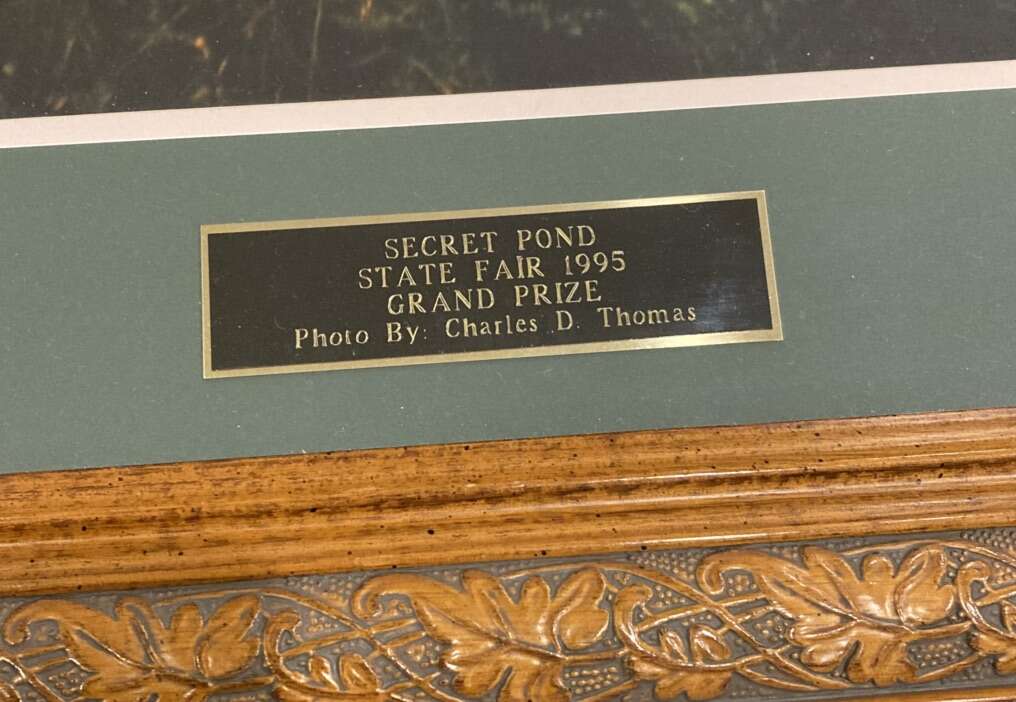 SECRET POND
STATE FAIR 1995
GRAND PRIZE
Photo By: Charles D. Thomas